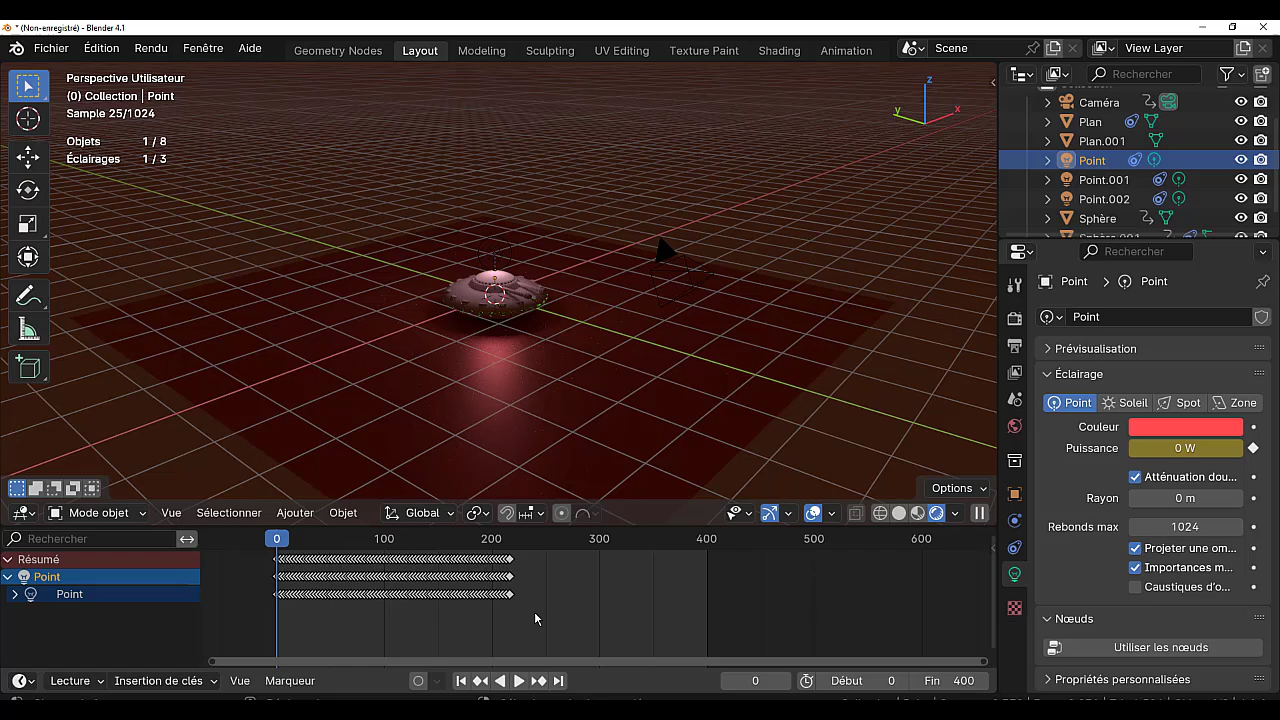 * (Non-enregistré) - Blender 4.1
Fichier Édition Rendu Fenêtre Aide Geometry Nodes Layout Modeling Sculpting UV Editing Texture Paint Shading Animation Scene View Layer
Perspective Utilisateur
(0) Collection | Point
Sample 25/1024
Objets 1 / 8
Éclairages 1 / 3
z
y
x
Options
Mode objet Vue Sélectionner Ajouter Objet Global
Rechercher
0 100 200 300 400 500 600
Résumé
Point
Point
Lecture Insertion de clés Vue Marqueur 0 Début 0 Fin 400
Rechercher
Caméra
Plan
Plan.001
Point
Point.001
Point.002
Sphère
Rechercher
Point Point
Point
Prévisualisation
Éclairage
Point Soleil Spot Zone
Couleur
Puissance 0 W
Atténuation dou...
Rayon 0 m
Rebonds max 1024
Projeter une om...
Importances m...
Caustiques d'o...
Nœuds
Utiliser les nœuds
Propriétés personnalisées